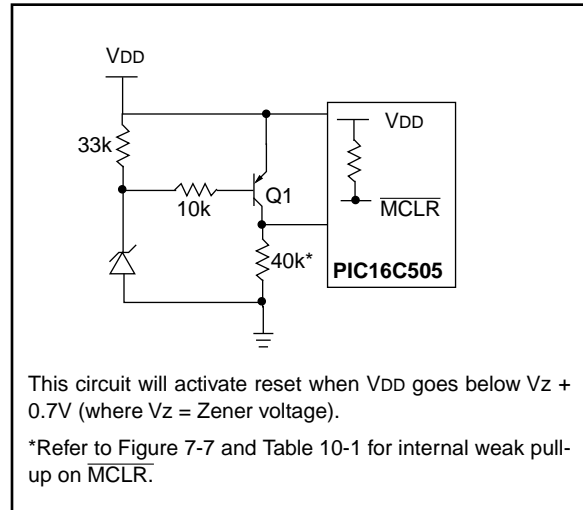 VDD
VDD
33k
Q1
10k
MCLR
40k*
PIC16C505
This circuit will activate reset when VDD goes below Vz +
0.7V (where Vz = Zener voltage).
*Refer to Figure 7-7 and Table 10-1 for internal weak pull-
up on MCLR.